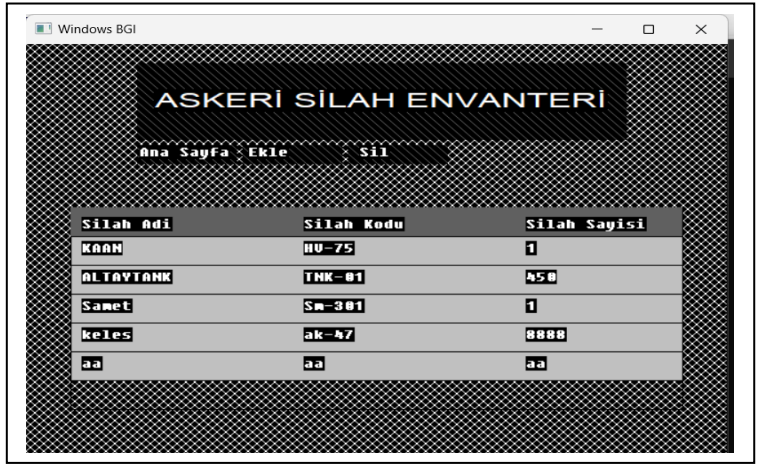 Windows BGI
ASKERİ SİLAH ENVANTERİ
Ana Sayfa Ekle Sil
Silah Adi Silah Kodu Silah Sayisi
KAAN HU-75 1
ALTAYTANK TNK-01 450
Samet Sm-301 1
keles ak-47 8888
aa aa aa